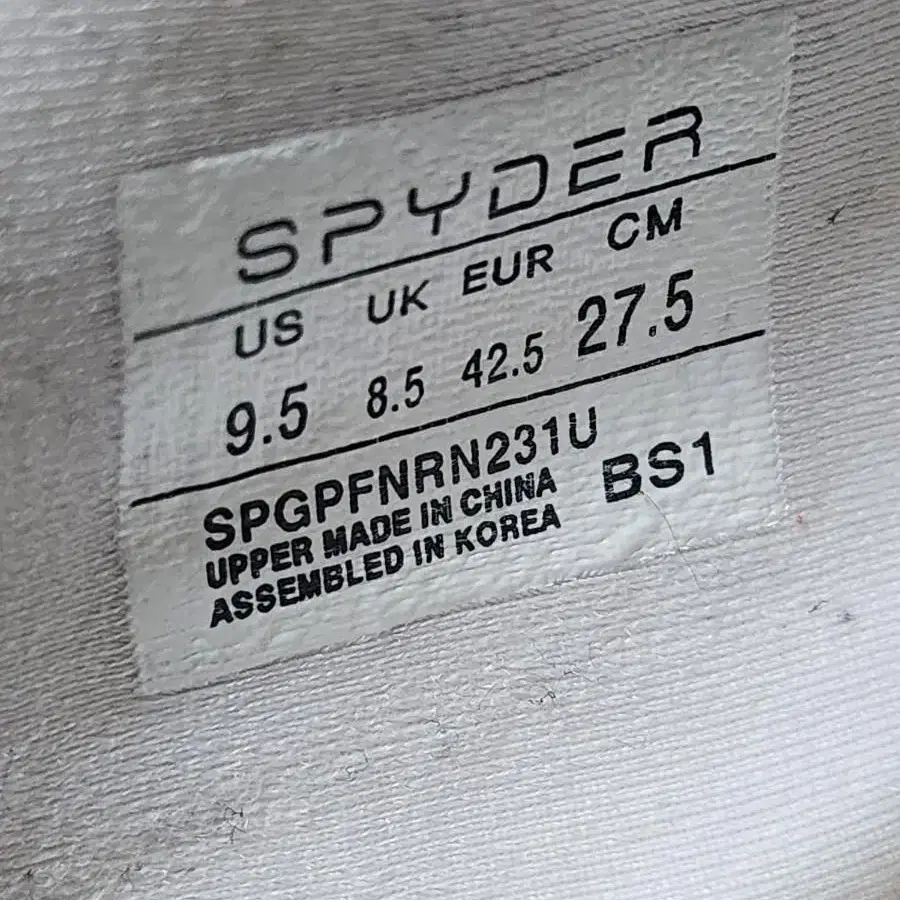 SPYDER
US UK EUR CM
9.5 8.5 42.5 27.5
SPGPFNRN231U
UPPER MADE IN CHINA BS1
ASSEMBLED IN KOREA